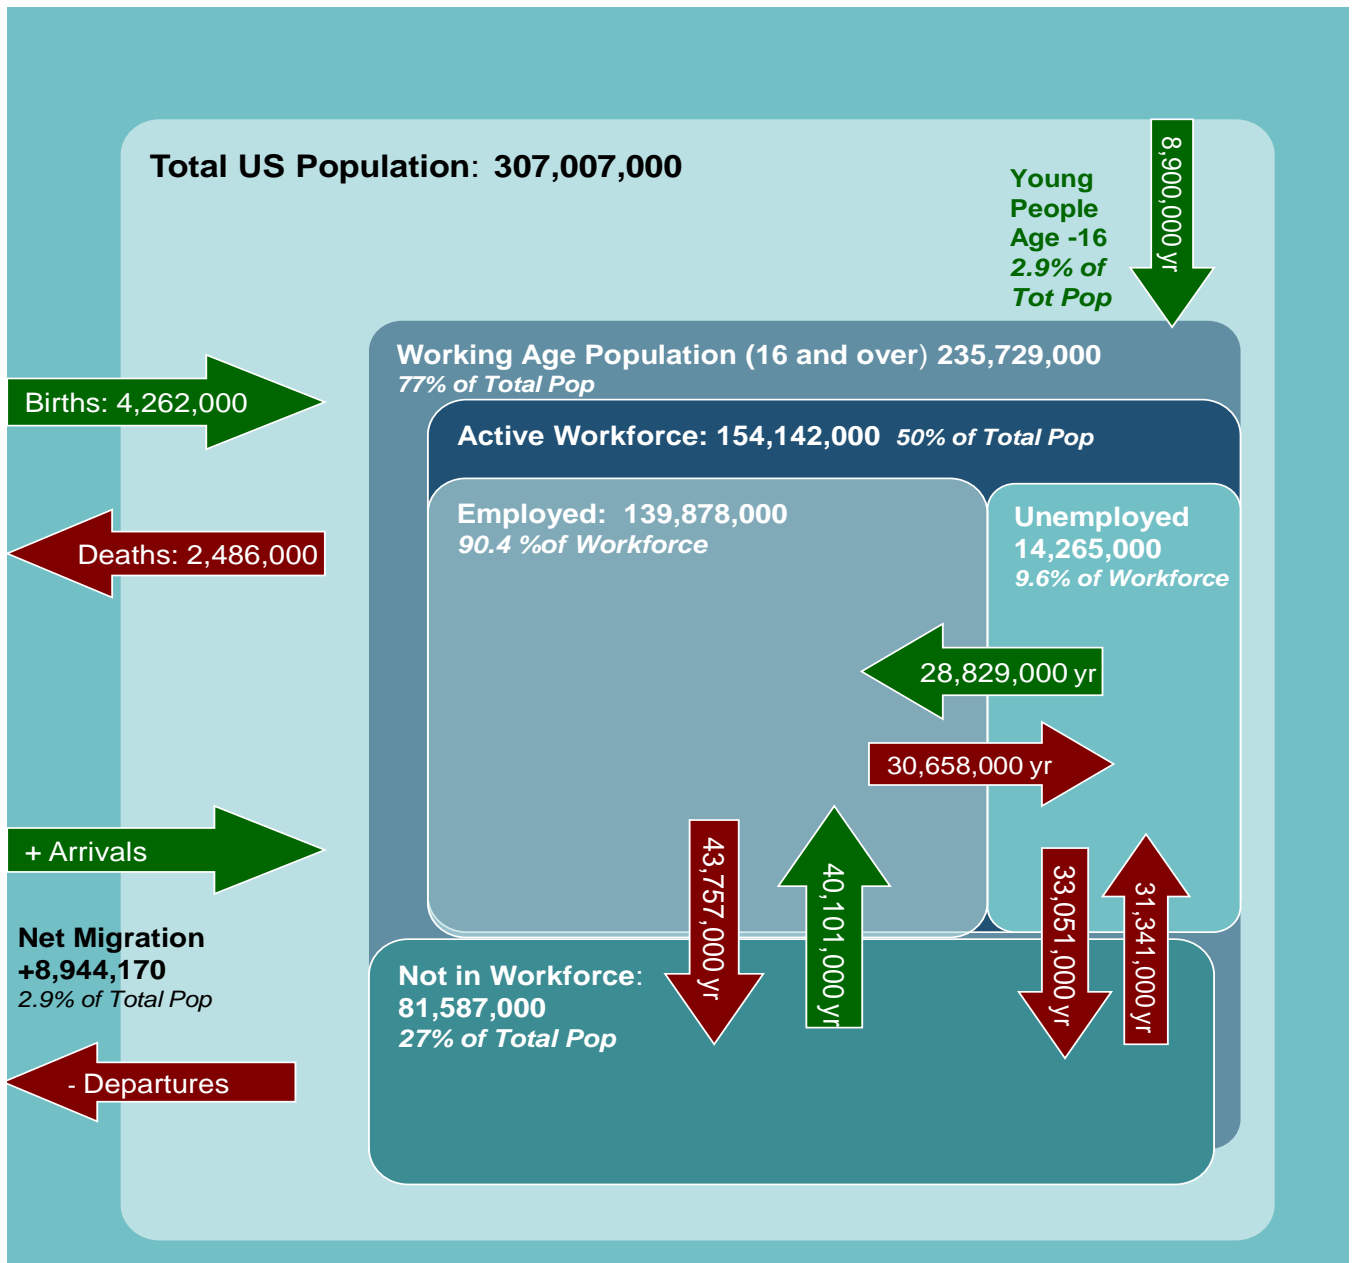 Total US Population: 307,007,000
8,900,000 yr
Young
People
Age -16
2.9% of
Tot Pop
Working Age Population (16 and over) 235,729,000
77% of Total Pop
Births: 4,262,000
Active Workforce: 154,142,000 50% of Total Pop
Employed: 139,878,000
90.4 %of Workforce
Unemployed
14,265,000
9.6% of Workforce
Deaths: 2,486,000
28,829,000 yr
30,658,000 yr
+ Arrivals
43,757,000 yr
40,101,000 yr
33,051,000 yr
31,341,000 yr
Net Migration
+8,944,170
2.9% of Total Pop
Not in Workforce:
81,587,000
27% of Total Pop
- Departures